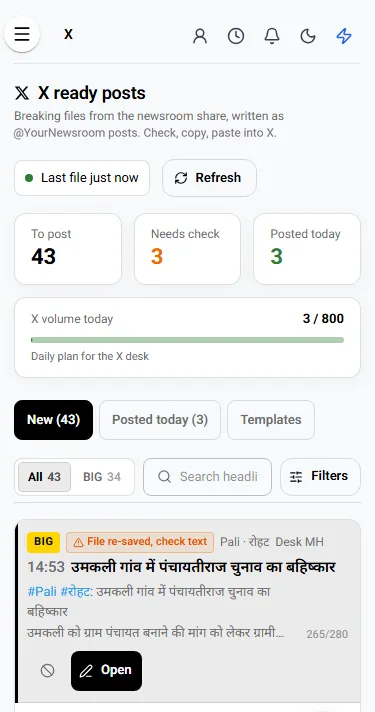 X
X ready posts
Breaking files from the newsroom share, written as
@YourNewsroom posts. Check, copy, paste into X.
Last file just now
Refresh
To post
43
Needs check
3
Posted today
3
X volume today
3 / 800
Daily plan for the X desk
New (43)
Posted today (3)
Templates
All 43
BIG 34
Search headli
Filters
BIG
File re-saved, check text
Pali · रोहट Desk MH
14:53 उमकली गांव में पंचायतीराज चुनाव का बहिष्कार
#Pali #रोहट: उमकली गांव में पंचायतीराज चुनाव का
बहिष्कार
उमकली को ग्राम पंचायत बनाने की मांग को लेकर ग्रामी...
265/280
Open